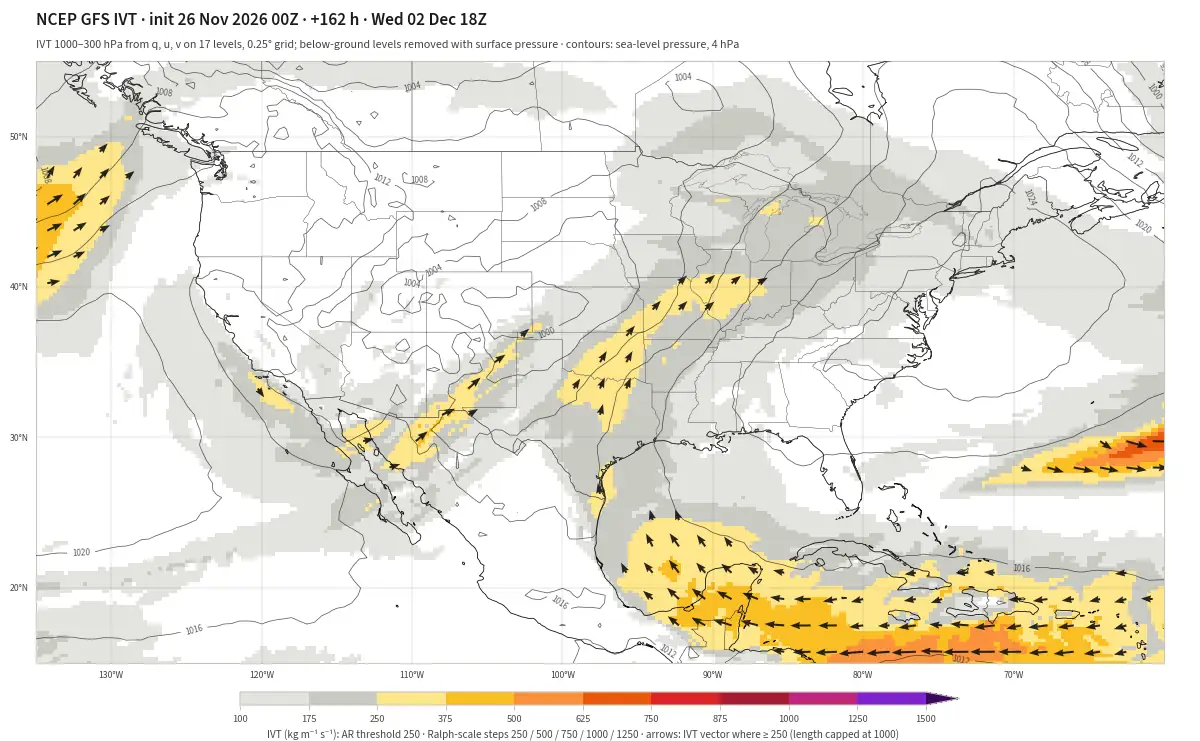 NCEP GFS IVT · init 26 Nov 2026 00Z · +162 h · Wed 02 Dec 18Z
IVT 1000–300 hPa from q, u, v on 17 levels, 0.25° grid; below-ground levels removed with surface pressure · contours: sea-level pressure, 4 hPa
1008
1004
1004
1000
50°N
1012
1008
1012
1008
1008
1024
1020
1004
1004
40°N
1000
30°N
1020
1016
20°N
1016
1016
1012
1012
130°W
120°W
110°W
100°W
90°W
80°W
70°W
100
175
250
375
500
625
750
875
1000
1250
1500
IVT (kg m⁻¹ s⁻¹): AR threshold 250 · Ralph-scale steps 250 / 500 / 750 / 1000 / 1250 · arrows: IVT vector where ≥ 250 (length capped at 1000)